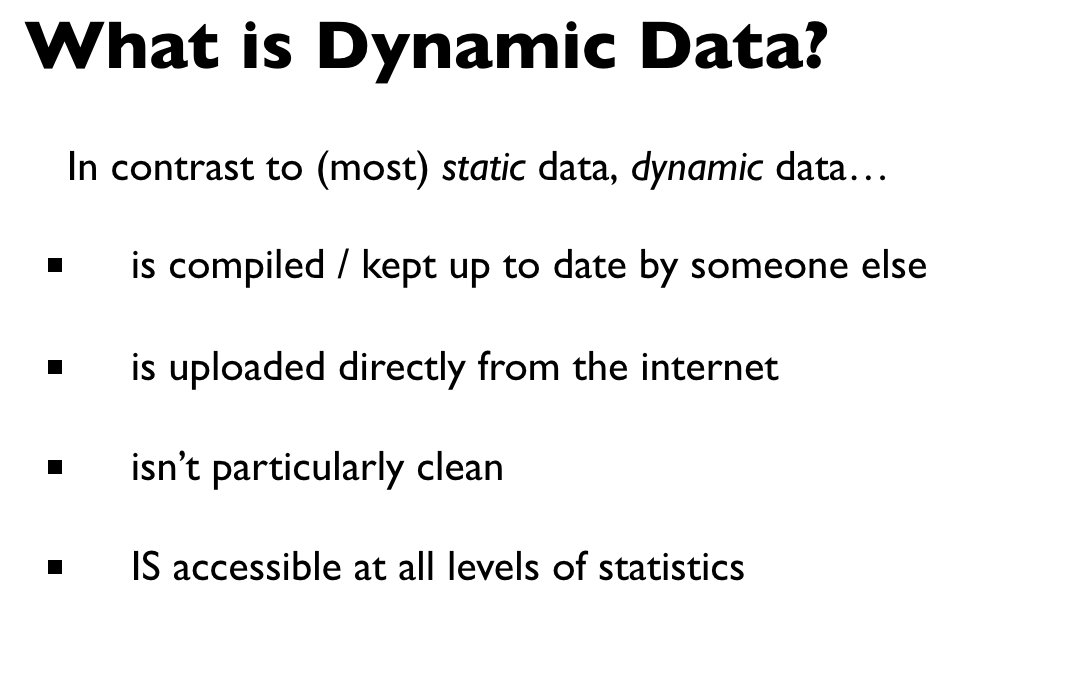 What is Dynamic Data?
In contrast to (most) static data, dynamic data…
▪ is compiled / kept up to date by someone else
▪ is uploaded directly from the internet
▪ isn’t particularly clean
▪ IS accessible at all levels of statistics